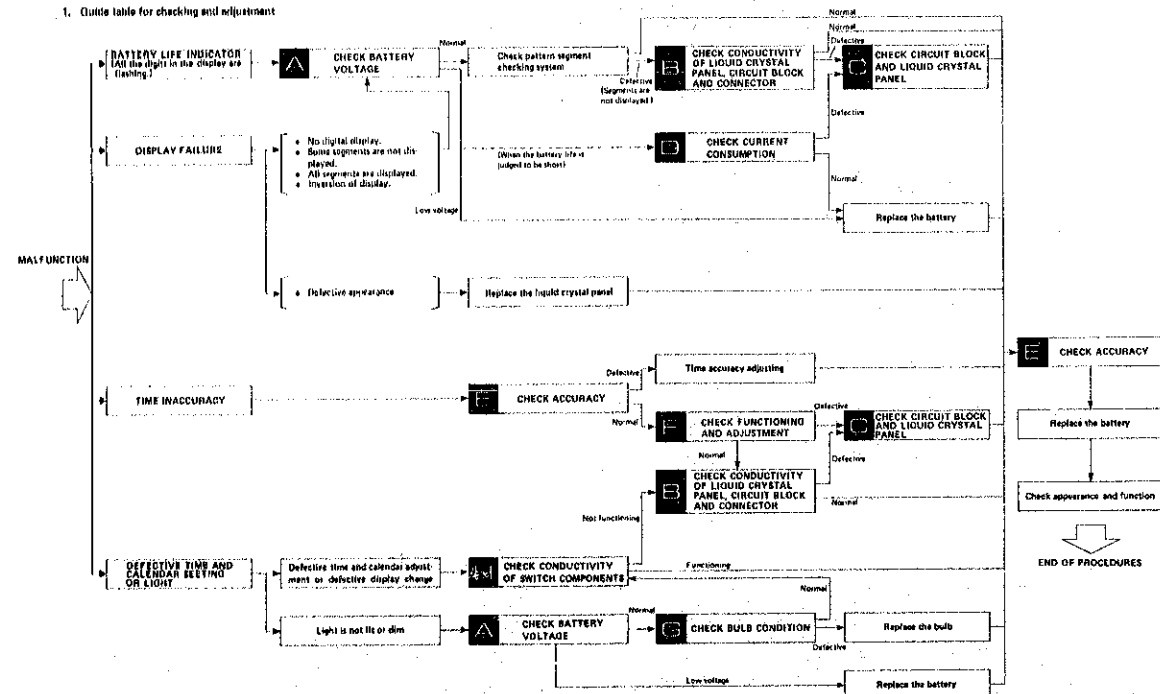 1. Guide table for checking and adjustment
MALFUNCTION
BATTERY LIFE INDICATOR
(All the digits in the display are
flashing.)
A
CHECK BATTERY
VOLTAGE
Normal
Low voltage
Check pattern segment
checking system
Defective
(Segments are
not displayed.)
Normal
B
CHECK CONDUCTIVITY
OF LIQUID CRYSTAL
PANEL, CIRCUIT BLOCK
AND CONNECTOR
Normal
Defective
CHECK CIRCUIT BLOCK
AND LIQUID CRYSTAL
PANEL
DISPLAY FAILURE
• No digital display.
• Some segments are not dis-
played.
• All segments are displayed.
• Inversion of display.
(When the battery life is
judged to be short)
D
CHECK CURRENT
CONSUMPTION
Defective
Normal
Replace the battery
• Defective appearance
Replace the liquid crystal panel
TIME INACCURACY
E
CHECK ACCURACY
Defective
Normal
Time accuracy adjusting
F
CHECK FUNCTIONING
AND ADJUSTMENT
Defective
Normal
CHECK CIRCUIT BLOCK
AND LIQUID CRYSTAL
PANEL
B
CHECK CONDUCTIVITY
OF LIQUID CRYSTAL
PANEL, CIRCUIT BLOCK
AND CONNECTOR
Defective
Normal
Not functioning
DEFECTIVE TIME AND
CALENDAR SEETING
OR LIGHT
Defective time and calendar adjust-
ment or defective display change
CHECK CONDUCTIVITY
OF SWITCH COMPONENTS
Functioning
Light is not lit or dim
A
CHECK BATTERY
VOLTAGE
Normal
Low voltage
G
CHECK BULB CONDITION
Normal
Defective
Replace the bulb
Replace the battery
E
CHECK ACCURACY
Replace the battery
Check apperance and function
END OF PROCEDURES